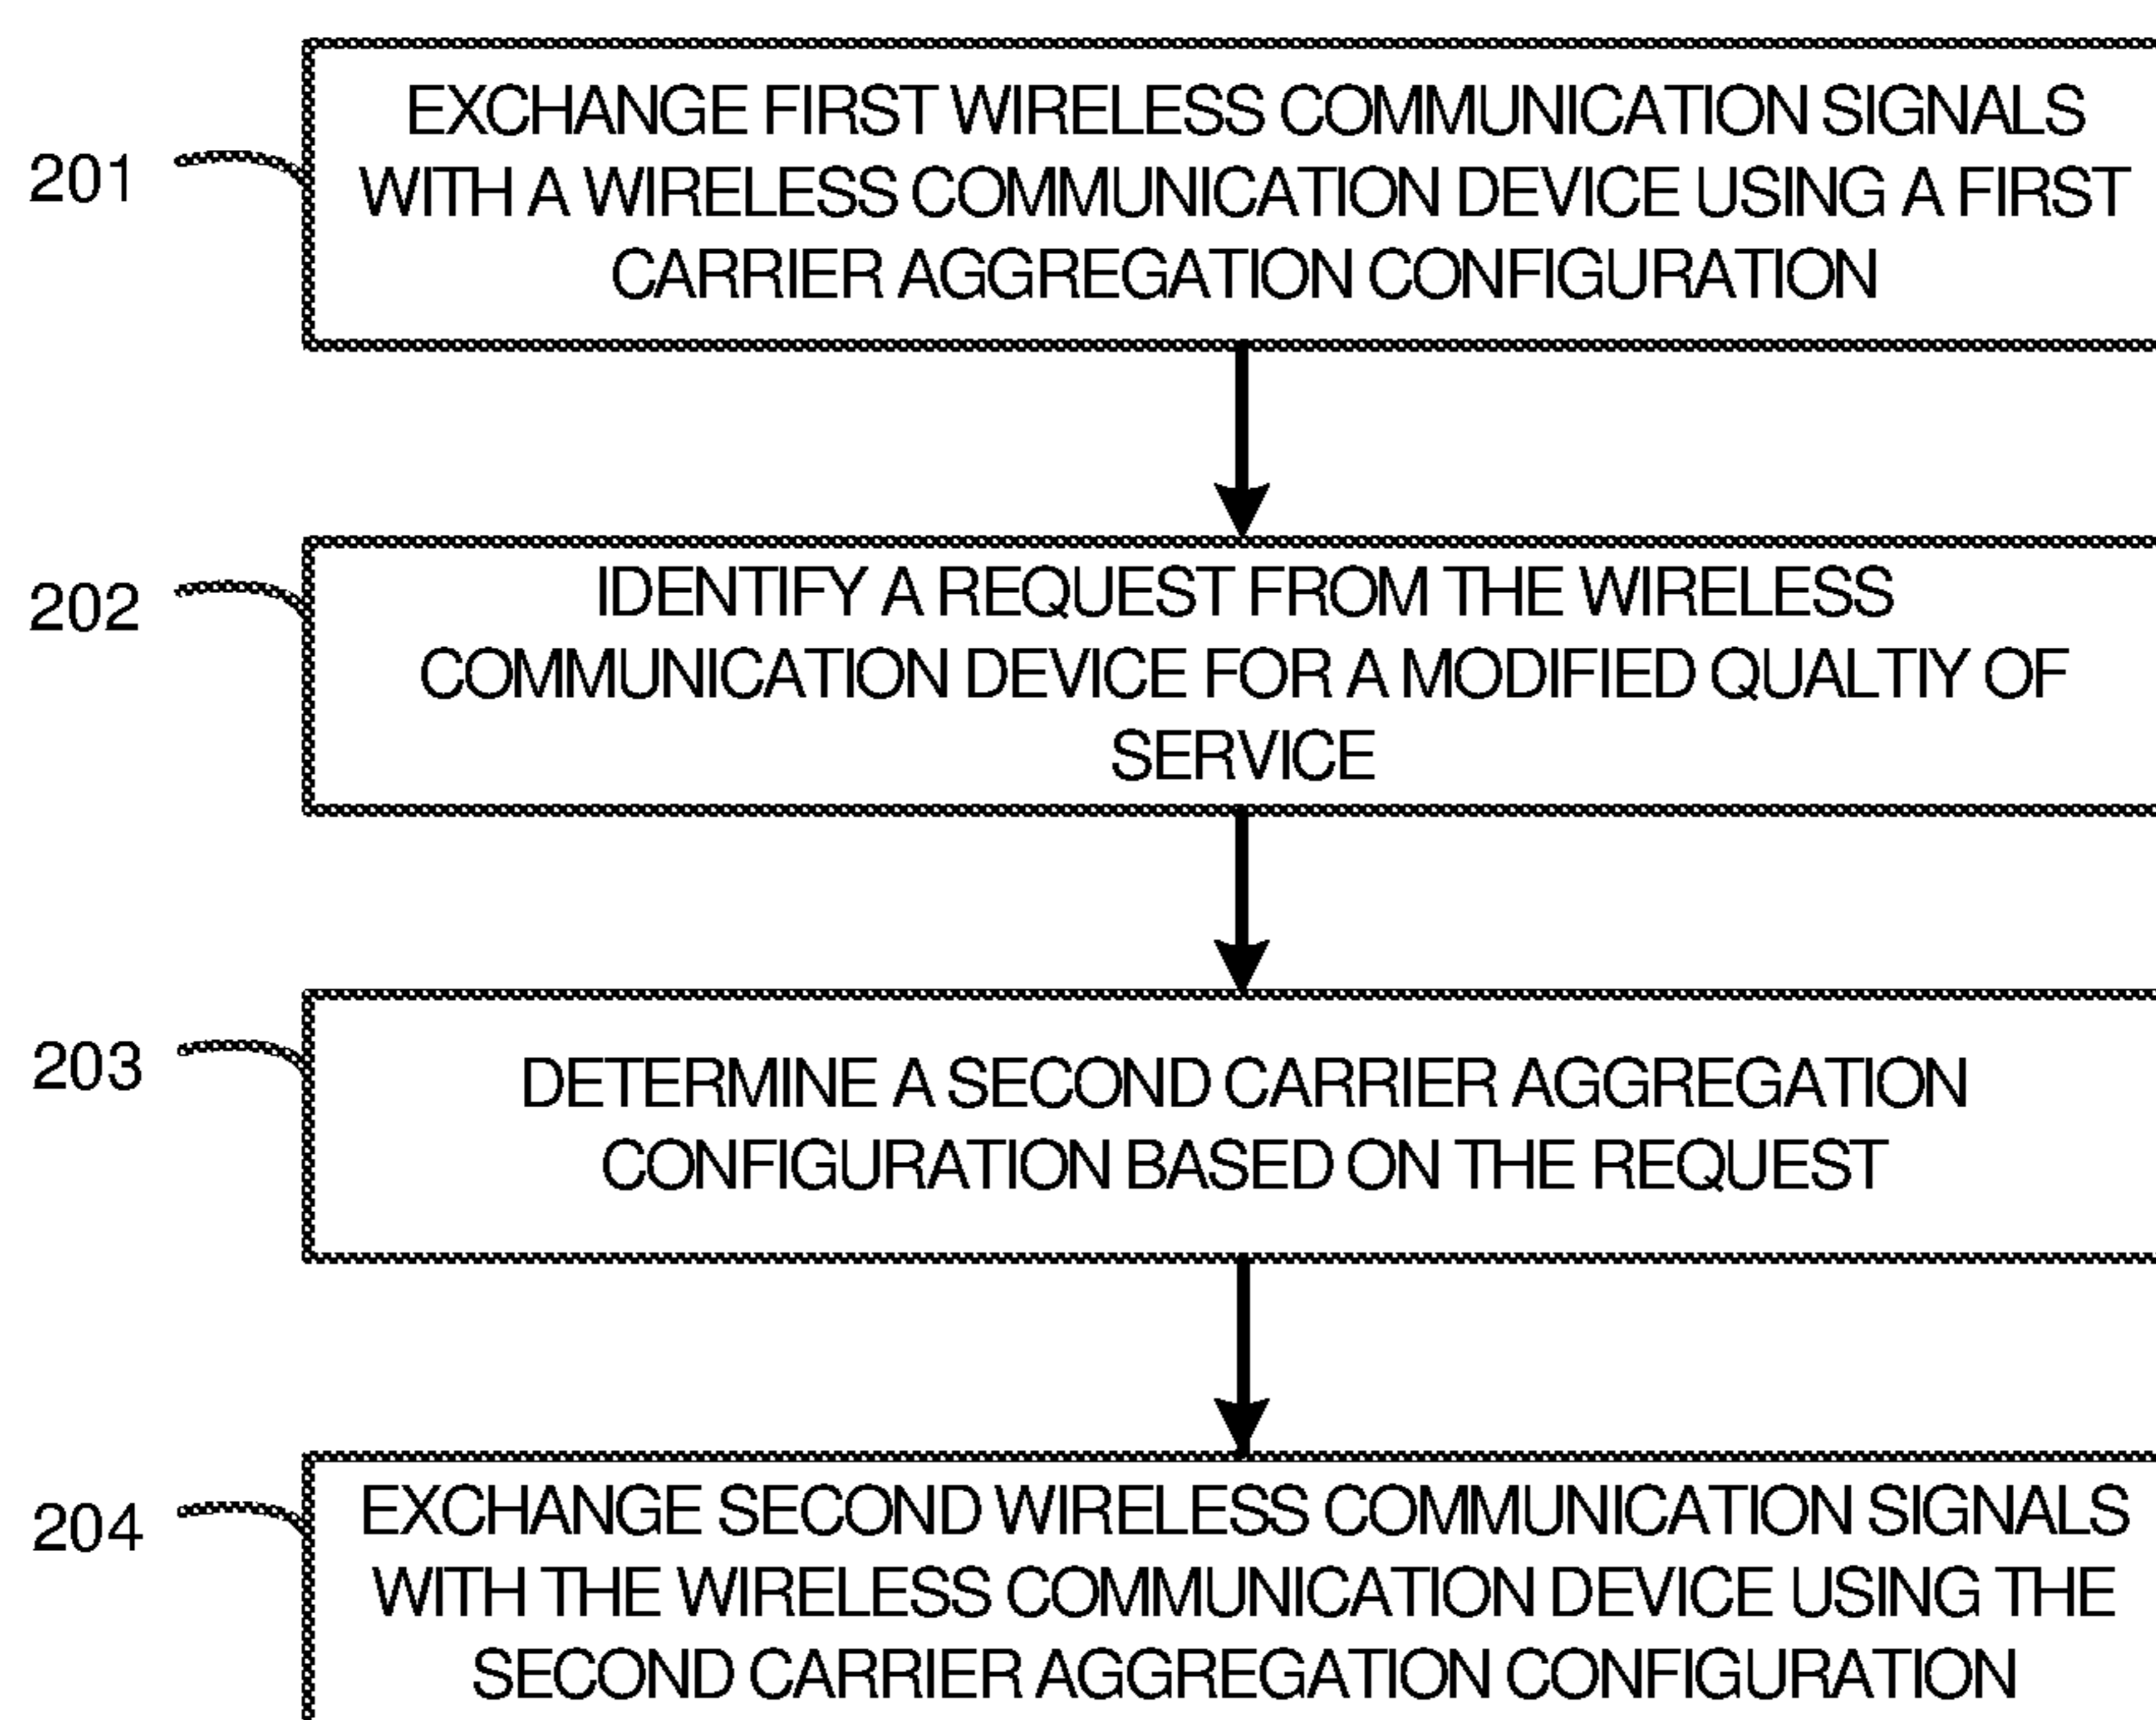 201
EXCHANGE FIRST WIRELESS COMMUNICATION SIGNALS
WITH A WIRELESS COMMUNICATION DEVICE USING A FIRST
CARRIER AGGREGATION CONFIGURATION
202
IDENTIFY A REQUEST FROM THE WIRELESS
COMMUNICATION DEVICE FOR A MODIFIED QUALTIY OF
SERVICE
203
DETERMINE A SECOND CARRIER AGGREGATION
CONFIGURATION BASED ON THE REQUEST
204
EXCHANGE SECOND WIRELESS COMMUNICATION SIGNALS
WITH THE WIRELESS COMMUNICATION DEVICE USING THE
SECOND CARRIER AGGREGATION CONFIGURATION